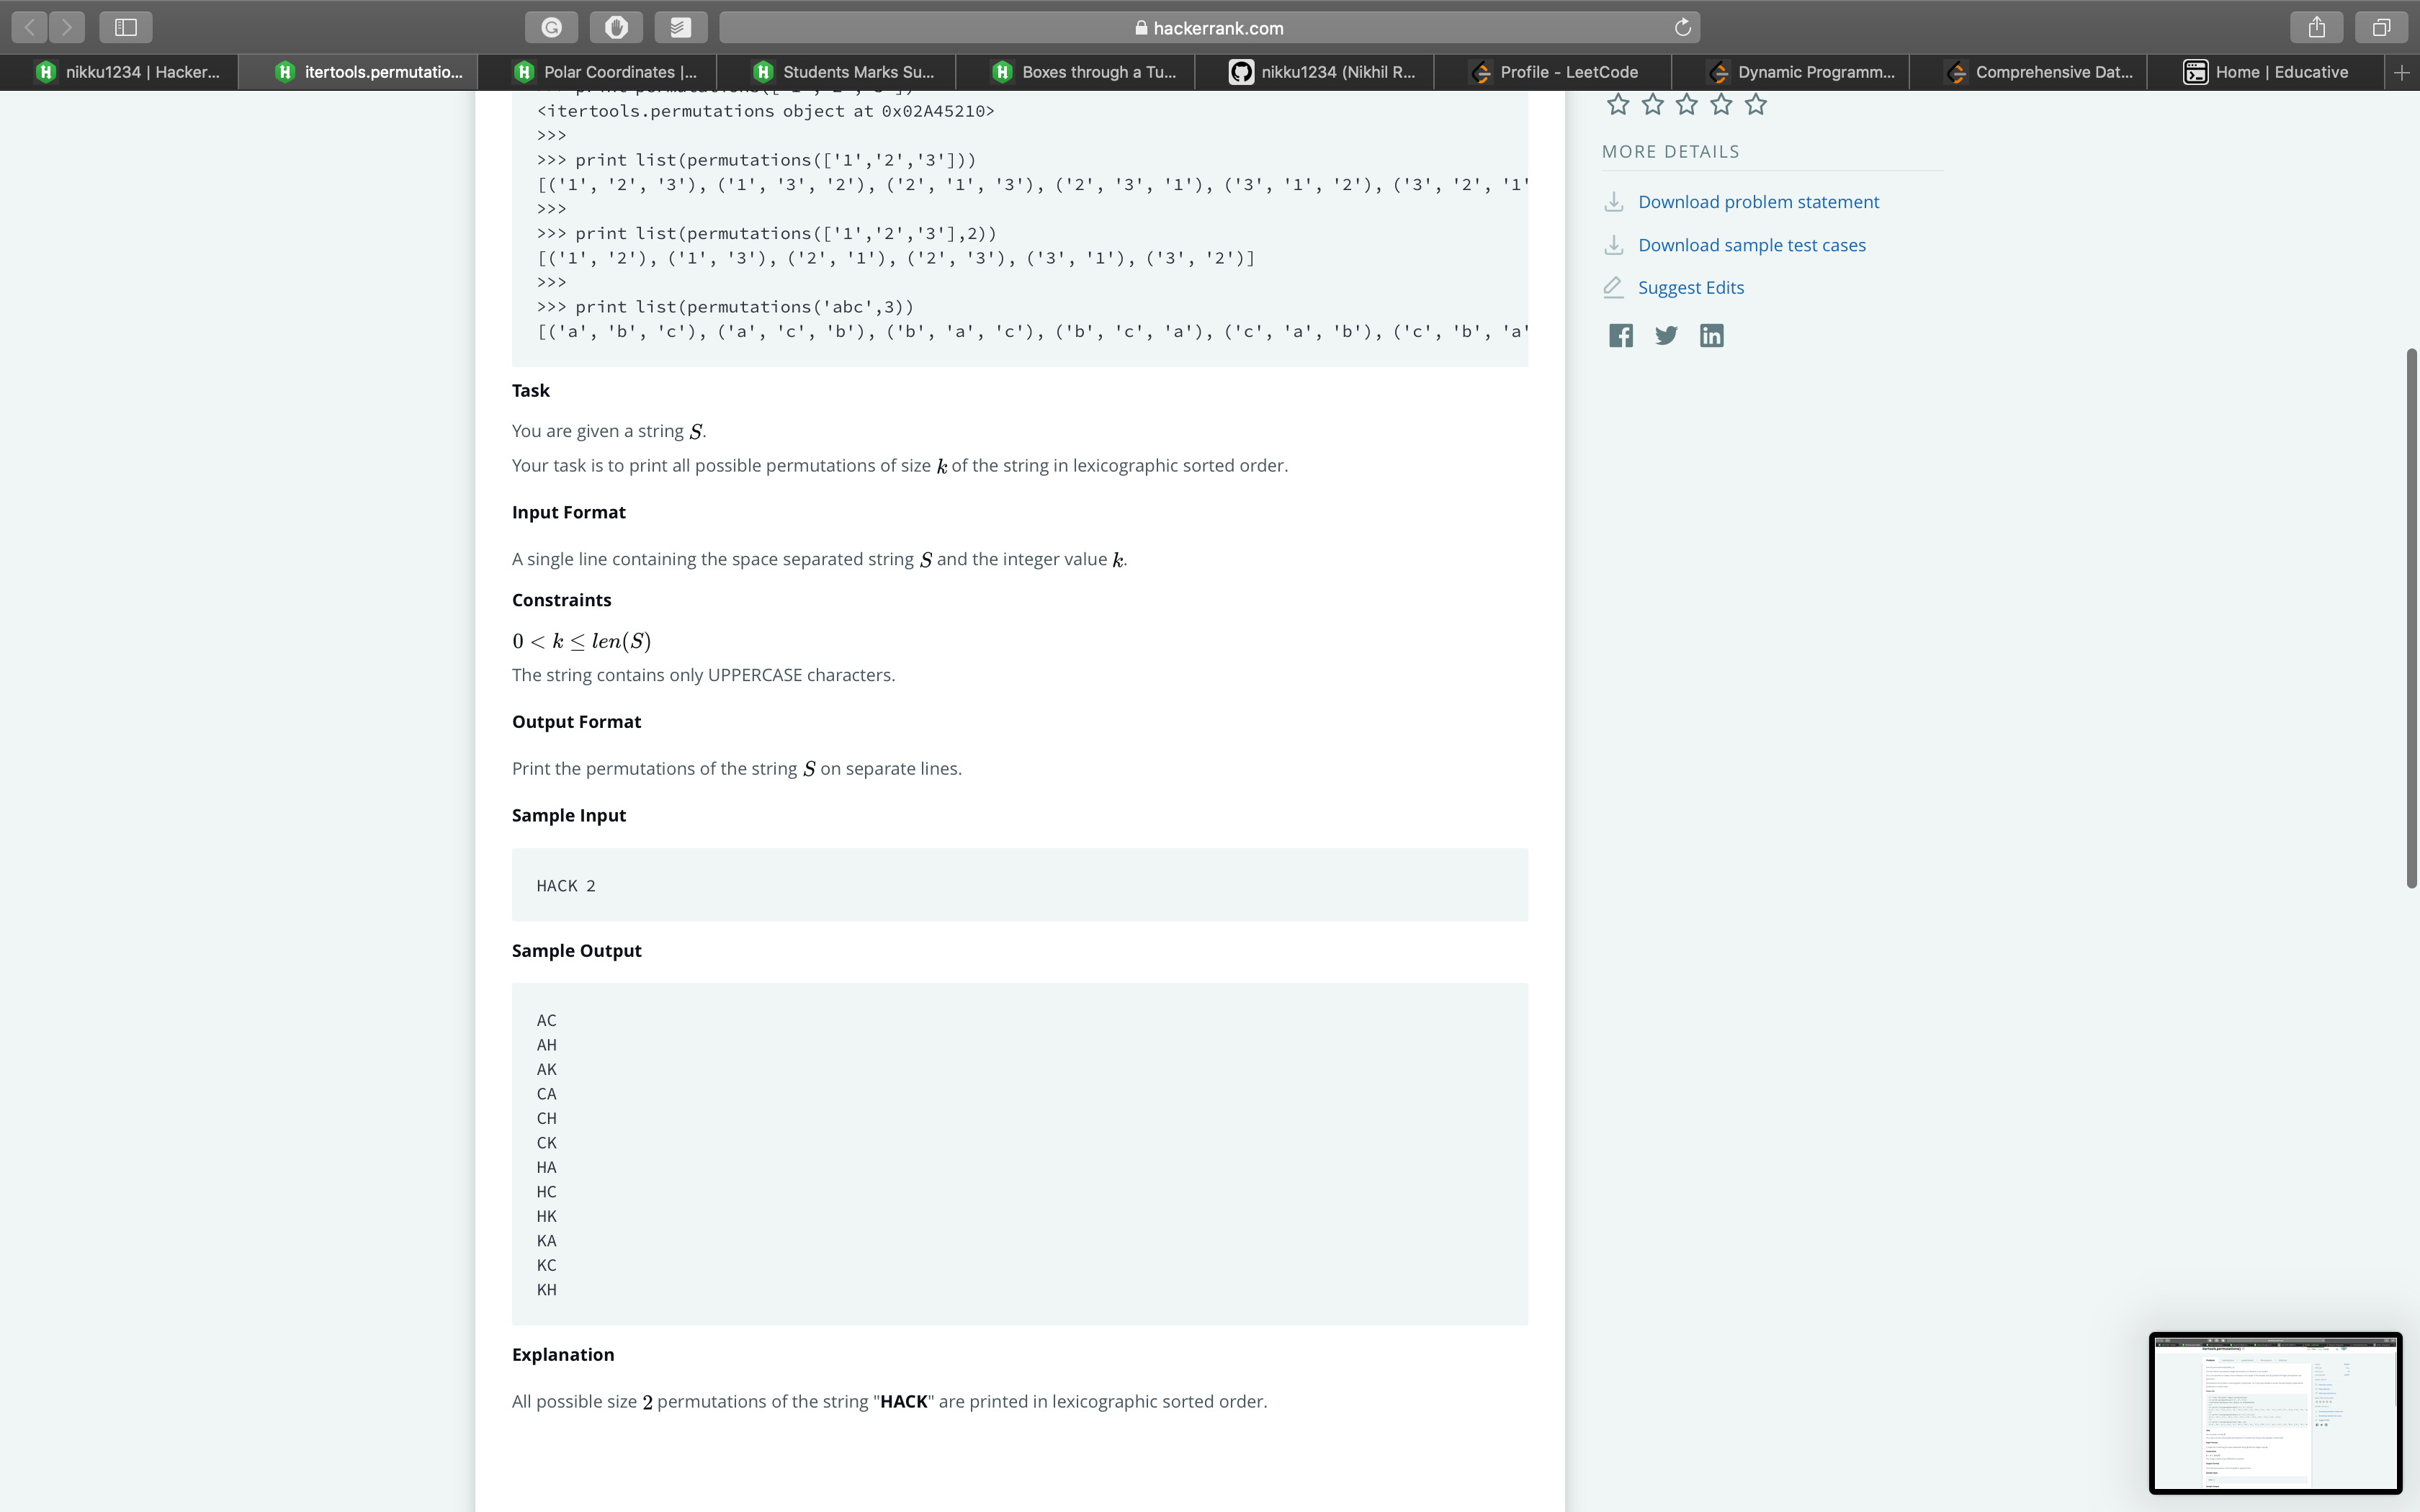 hackerrank.com
nikku1234 | Hacker...
itertools.permutatio...
Polar Coordinates |...
Students Marks Su...
Boxes through a Tu...
nikku1234 (Nikhil R...
Profile - LeetCode
Dynamic Programm...
Comprehensive Dat...
Home | Educative
<itertools.permutations object at 0x02A45210>
>>>
>>> print list(permutations(['1','2','3']))
[('1', '2', '3'), ('1', '3', '2'), ('2', '1', '3'), ('2', '3', '1'), ('3', '1', '2'), ('3', '2', '1'
>>>
>>> print list(permutations(['1','2','3'],2))
[('1', '2'), ('1', '3'), ('2', '1'), ('2', '3'), ('3', '1'), ('3', '2')]
>>>
>>> print list(permutations('abc',3))
[('a', 'b', 'c'), ('a', 'c', 'b'), ('b', 'a', 'c'), ('b', 'c', 'a'), ('c', 'a', 'b'), ('c', 'b', 'a'
Task
You are given a string S.
Your task is to print all possible permutations of size k of the string in lexicographic sorted order.
Input Format
A single line containing the space separated string S and the integer value k.
Constraints
0 < k ≤ len(S)
The string contains only UPPERCASE characters.
Output Format
Print the permutations of the string S on separate lines.
Sample Input
HACK 2
Sample Output
AC
AH
AK
CA
CH
CK
HA
HC
HK
KA
KC
KH
Explanation
All possible size 2 permutations of the string "HACK" are printed in lexicographic sorted order.
MORE DETAILS
Download problem statement
Download sample test cases
Suggest Edits